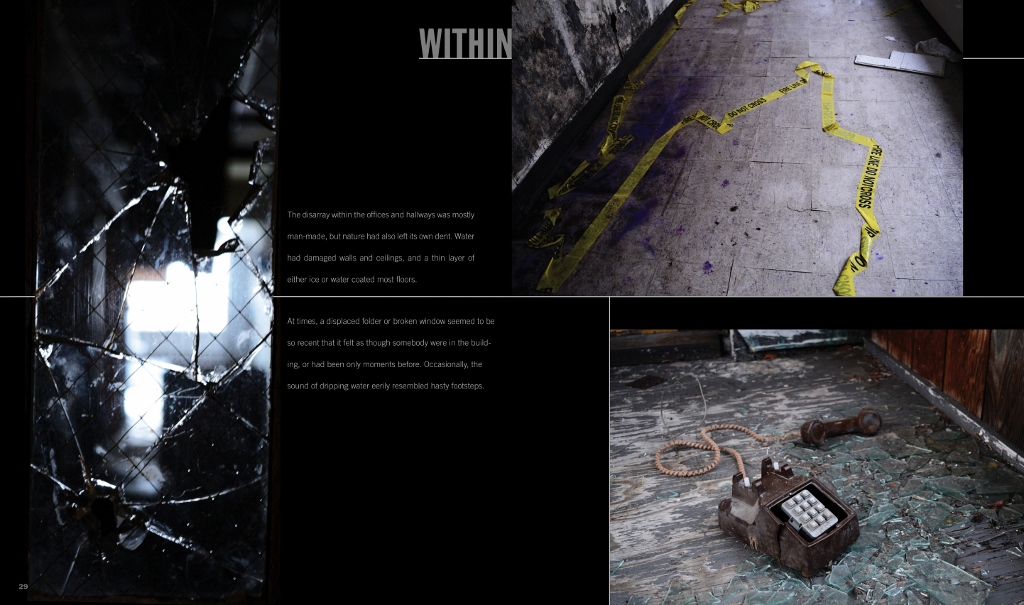 WITHIN
The disarray within the offices and hallways was mostly
man-made, but nature had also left its own dent. Water
had damaged walls and ceilings, and a thin layer of
either ice or water coated most floors.
At times, a displaced folder or broken window seemed to be
so recent that it felt as though somebody were in the build-
ing, or had been only moments before. Occasionally, the
sound of dripping water eerily resembled hasty footsteps.
DO NOT CROSS
FIRE LINE DO NOT CROSS
29